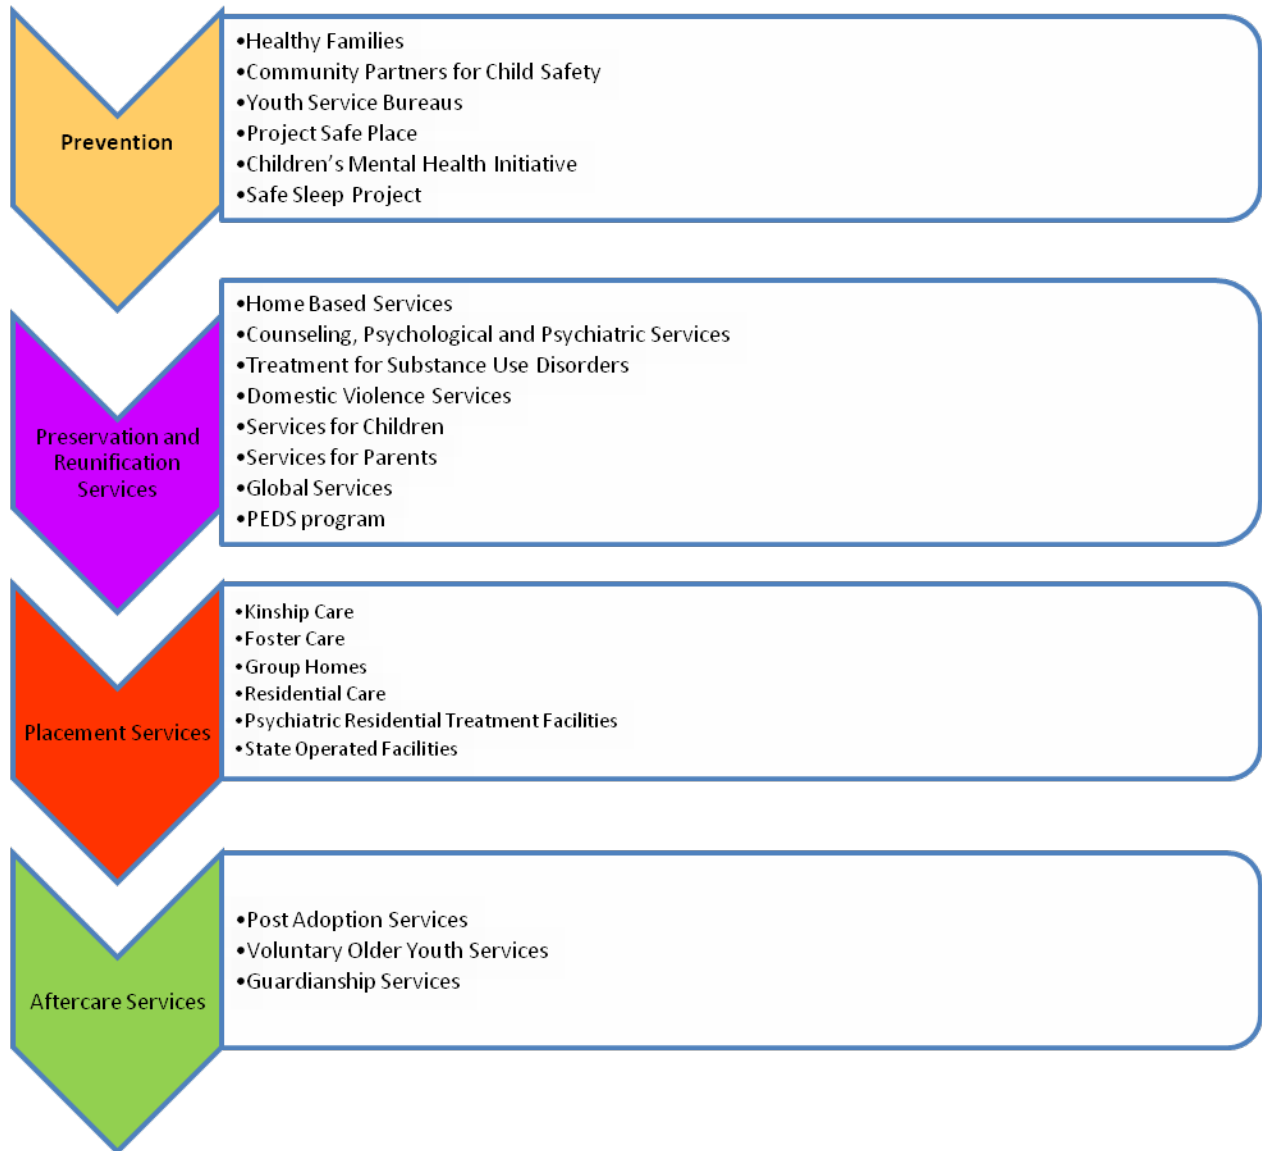 Prevention
•Healthy Families
•Community Partners for Child Safety
•Youth Service Bureaus
•Project Safe Place
•Children’s Mental Health Initiative
•Safe Sleep Project
Preservation and
Reunification
Services
•Home Based Services
•Counseling, Psychological and Psychiatric Services
•Treatment for Substance Use Disorders
•Domestic Violence Services
•Services for Children
•Services for Parents
•Global Services
•PEDS program
Placement Services
•Kinship Care
•Foster Care
•Group Homes
•Residential Care
•Psychiatric Residential Treatment Facilities
•State Operated Facilities
Aftercare Services
•Post Adoption Services
•Voluntary Older Youth Services
•Guardianship Services